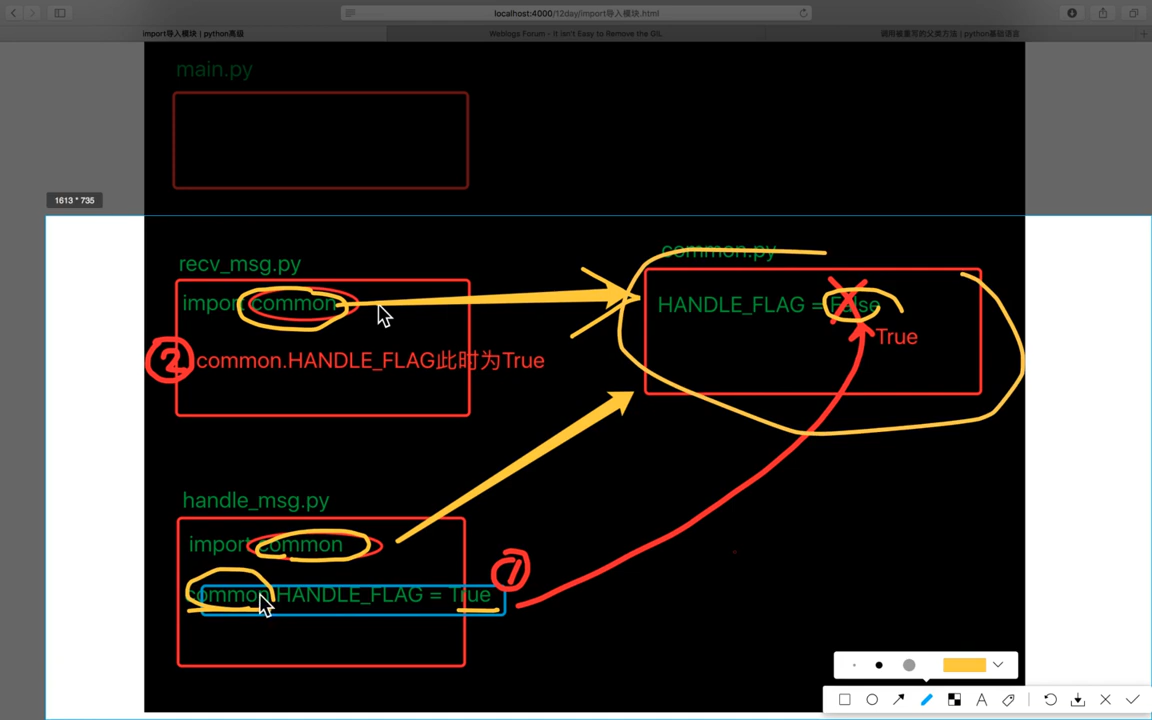 localhost:4000/12day/import导入模块.html
import导入模块 | python高级
Weblogs Forum - It isn't Easy to Remove the GIL
调用被重写的父类方法 | python基础语言
main.py
1613 * 735
recv_msg.py
import common
② common.HANDLE_FLAG此时为True
common.py
HANDLE_FLAG = False
True
handle_msg.py
import common
①
common.HANDLE_FLAG = True
A